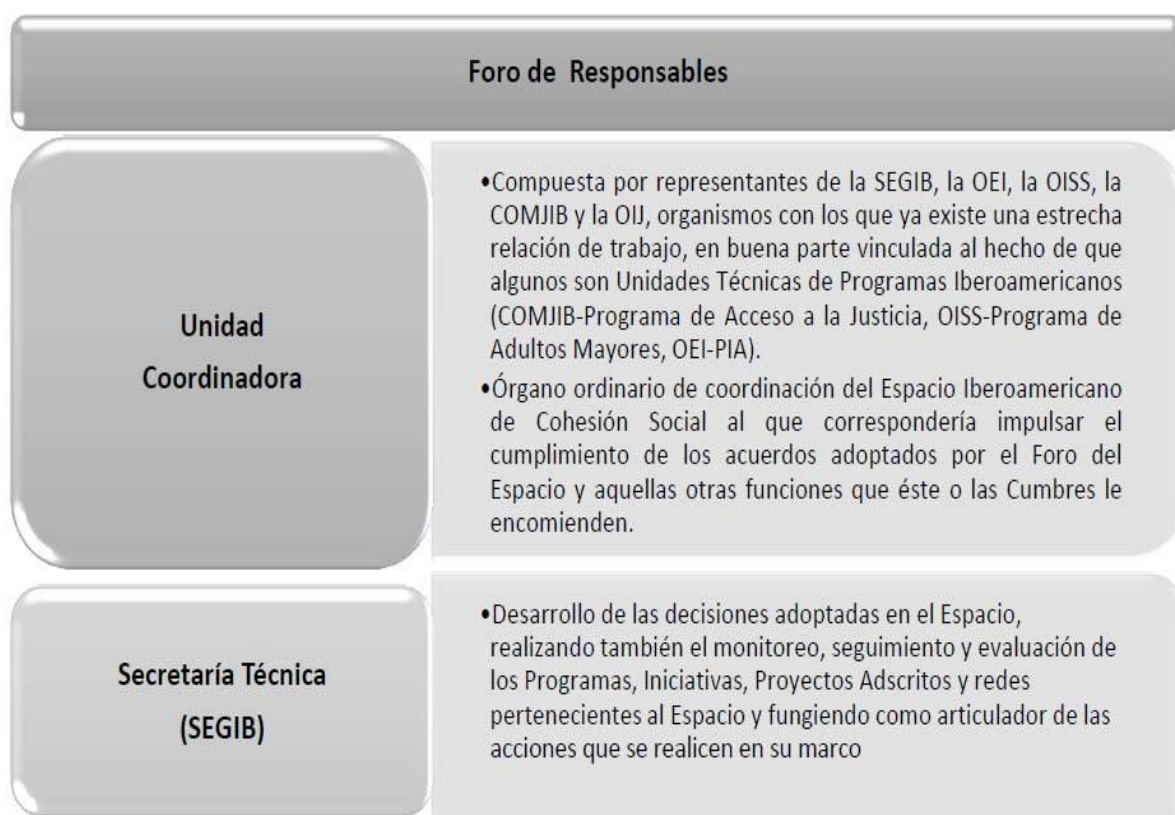 Foro de Responsables
Unidad
Coordinadora
•Compuesta por representantes de la SEGIB, la OEI, la OISS, la
COMJIB y la OIJ, organismos con los que ya existe una estrecha
relación de trabajo, en buena parte vinculada al hecho de que
algunos son Unidades Técnicas de Programas Iberoamericanos
(COMJIB-Programa de Acceso a la Justicia, OISS-Programa de
Adultos Mayores, OEI-PIA).
•Órgano ordinario de coordinación del Espacio Iberoamericano
de Cohesión Social al que correspondería impulsar el
cumplimiento de los acuerdos adoptados por el Foro del
Espacio y aquellas otras funciones que éste o las Cumbres le
encomienden.
Secretaría Técnica
(SEGIB)
•Desarrollo de las decisiones adoptadas en el Espacio,
realizando también el monitoreo, seguimiento y evaluación de
los Programas, Iniciativas, Proyectos Adscritos y redes
pertenecientes al Espacio y fungiendo como articulador de las
acciones que se realicen en su marco